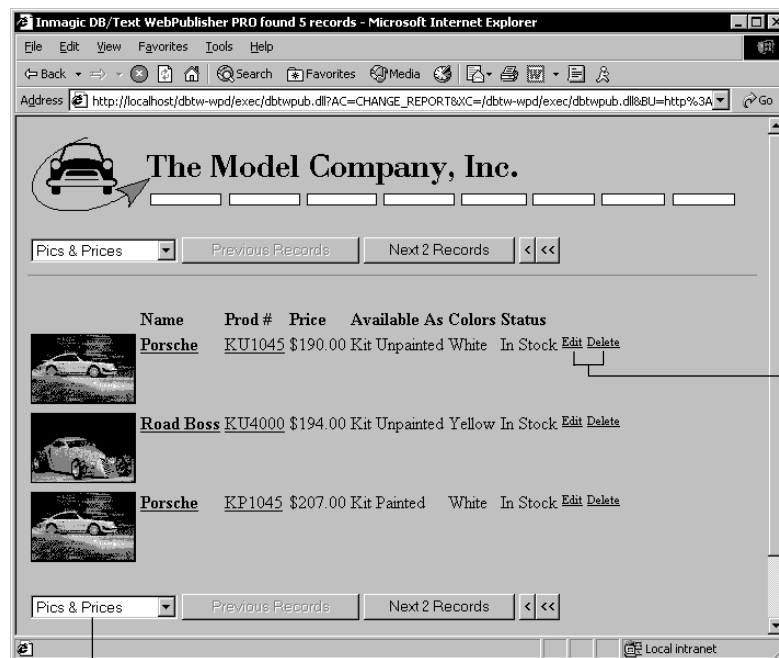 Inmagic DB/Text WebPublisher PRO found 5 records - Microsoft Internet Explorer
File Edit View Favorites Tools Help
Back Search Favorites Media
Address http://localhost/dbtw-wpd/exec/dbtwpub.dll?AC=CHANGE_REPORT&XC=/dbtw-wpd/exec/dbtwpub.dll&BU=http%3A Go
The Model Company, Inc.
Pics & Prices Previous Records Next 2 Records < <<
Name Prod # Price Available As Colors Status
Porsche KU1045 $190.00 Kit Unpainted White In Stock Edit Delete
Road Boss KU4000 $194.00 Kit Unpainted Yellow In Stock Edit Delete
Porsche KP1045 $207.00 Kit Painted White In Stock Edit Delete
Pics & Prices Previous Records Next 2 Records < <<
Local intranet